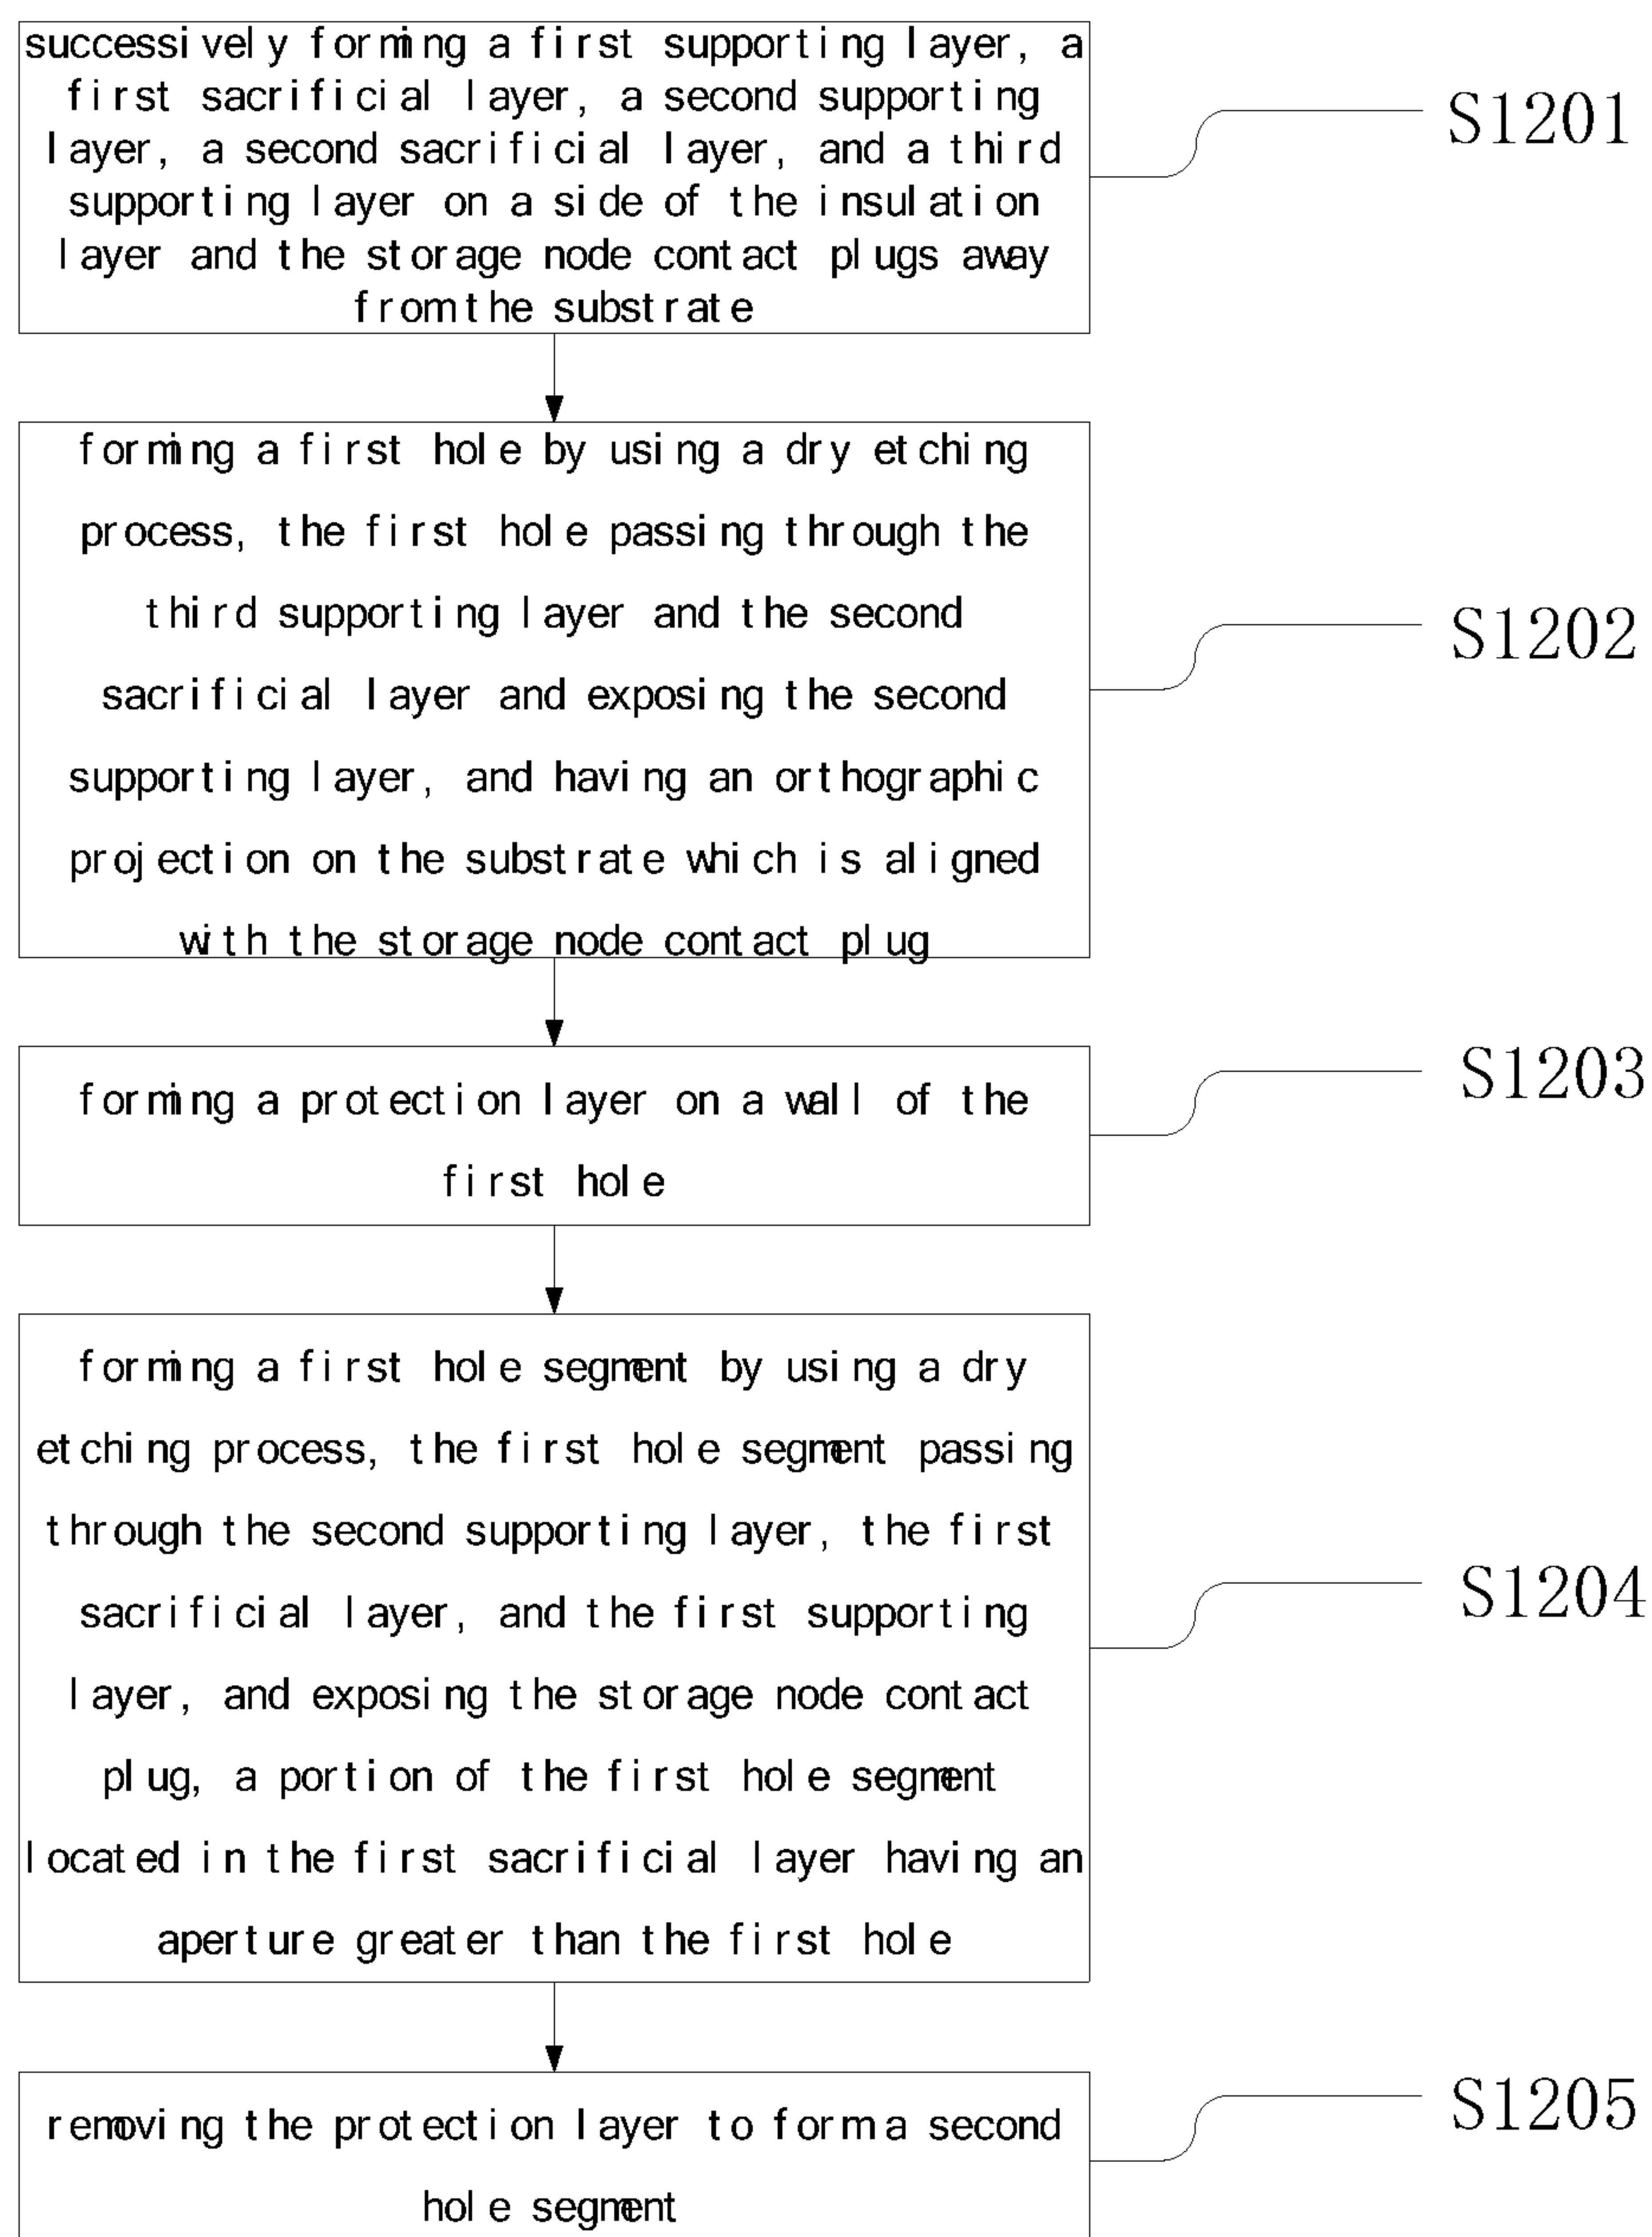 successively forming a first supporting layer, a
first sacrificial layer, a second supporting
layer, a second sacrificial layer, and a third
supporting layer on a side of the insulation
layer and the storage node contact plugs away
from the substrate
S1201
forming a first hole by using a dry etching
process, the first hole passing through the
third supporting layer and the second
sacrificial layer and exposing the second
supporting layer, and having an orthographic
projection on the substrate which is aligned
with the storage node contact plug
S1202
forming a protection layer on a wall of the
first hole
S1203
forming a first hole segment by using a dry
etching process, the first hole segment passing
through the second supporting layer, the first
sacrificial layer, and the first supporting
layer, and exposing the storage node contact
plug, a portion of the first hole segment
located in the first sacrificial layer having an
aperture greater than the first hole
S1204
removing the protection layer to form a second
hole segment
S1205